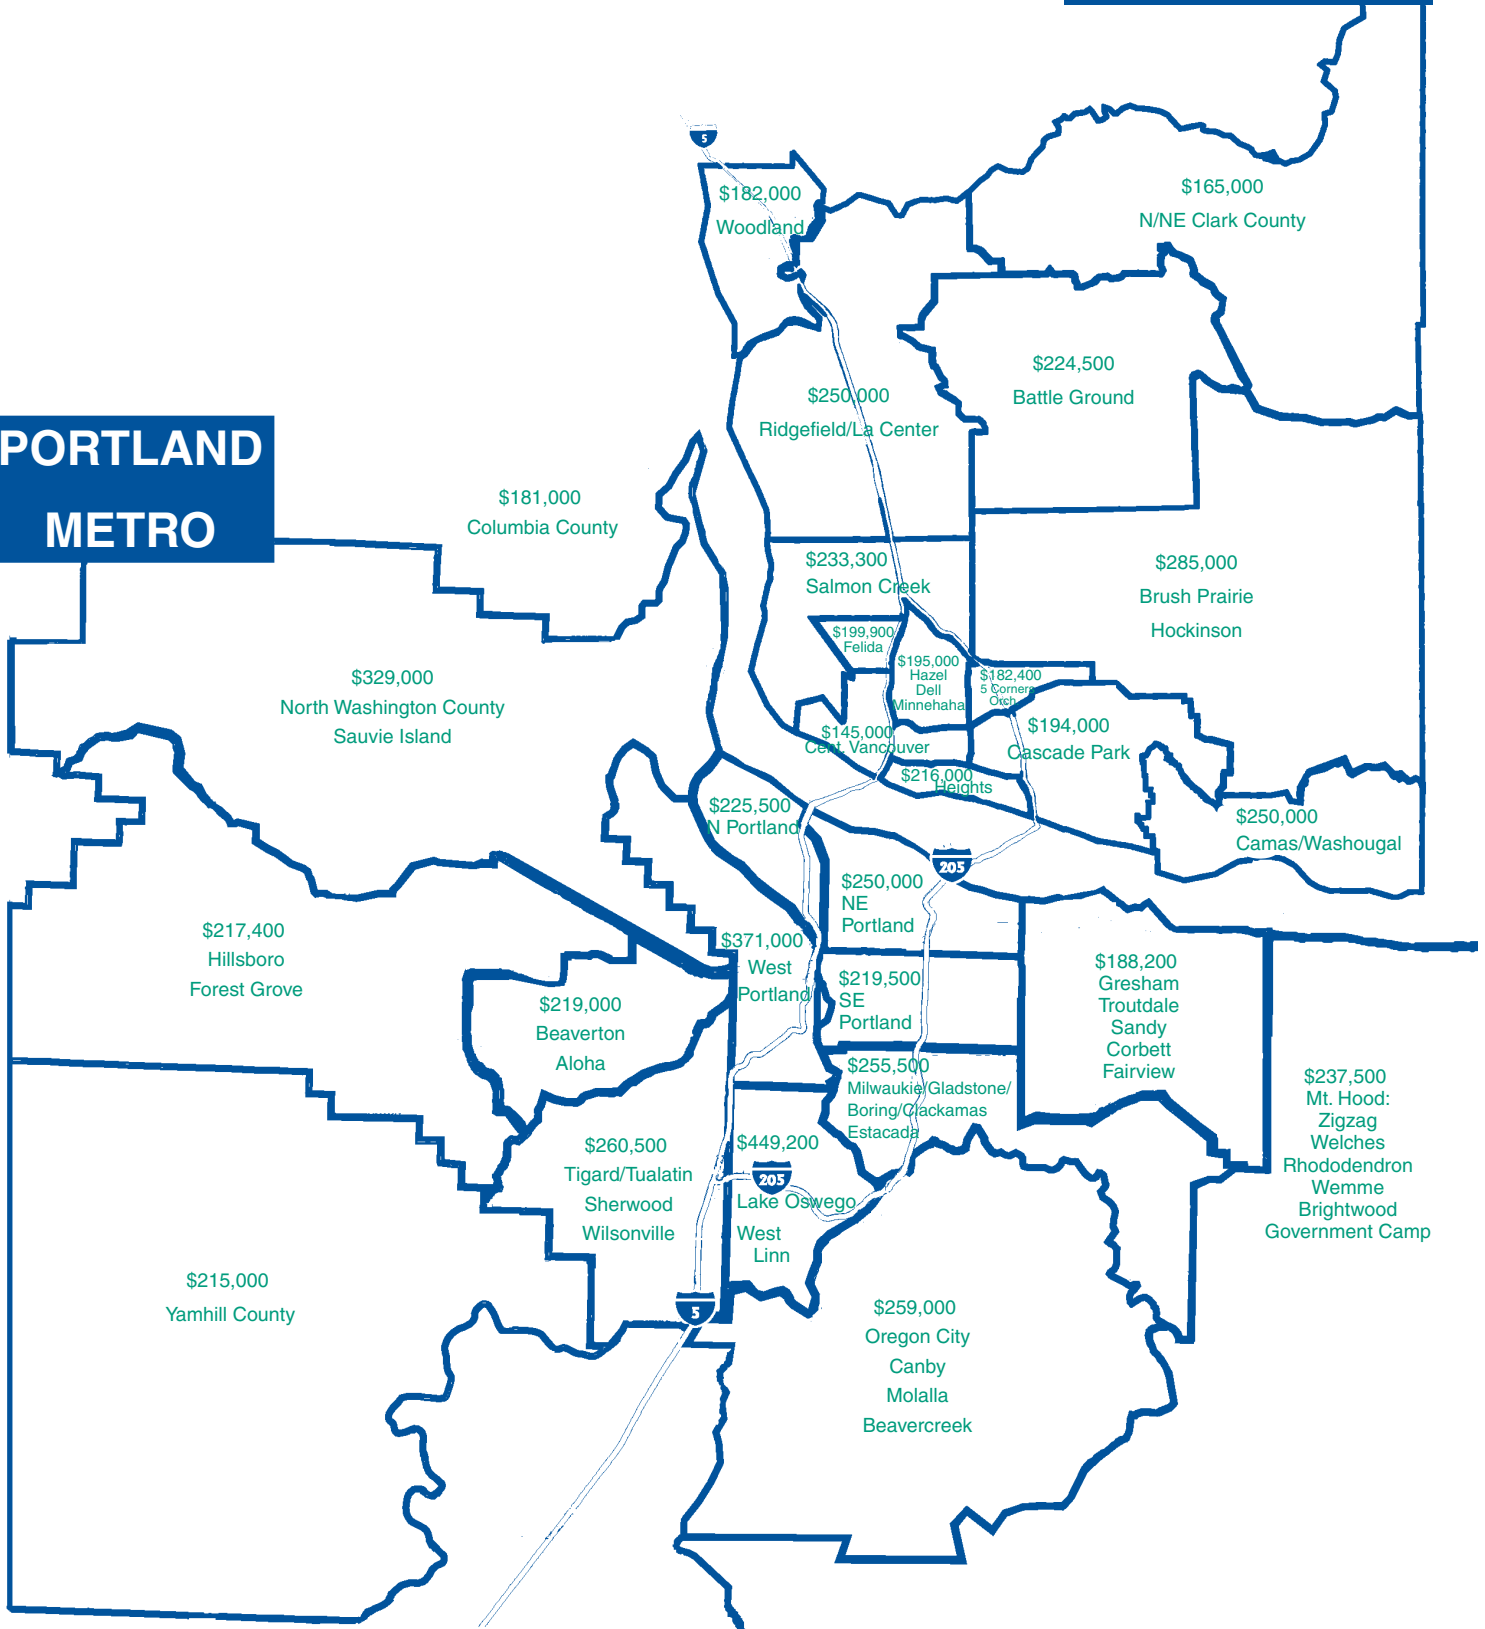 5
$182,000
Woodland
$165,000
N/NE Clark County
$224,500
Battle Ground
$250,000
Ridgefield/La Center
PORTLAND
METRO
$181,000
Columbia County
$233,300
Salmon Creek
$285,000
Brush Prairie
Hockinson
$199,900
Felida
$195,000
Hazel
Dell
Minnehaha
$182,400
5 Corners
Orch
$329,000
North Washington County
Sauvie Island
$145,000
Cent. Vancouver
$194,000
Cascade Park
$216,000
Heights
$225,500
N Portland
$250,000
Camas/Washougal
205
$250,000
NE
Portland
$217,400
Hillsboro
Forest Grove
$371,000
West
Portland
$219,500
SE
Portland
$188,200
Gresham
Troutdale
Sandy
Corbett
Fairview
$219,000
Beaverton
Aloha
$255,500
Milwaukie/Gladstone/
Boring/Clackamas
Estacada
$237,500
Mt. Hood:
Zigzag
Welches
Rhododendron
Wemme
Brightwood
Government Camp
$260,500
Tigard/Tualatin
Sherwood
Wilsonville
$449,200
205
Lake Oswego
West
Linn
$215,000
Yamhill County
5
$259,000
Oregon City
Canby
Molalla
Beavercreek